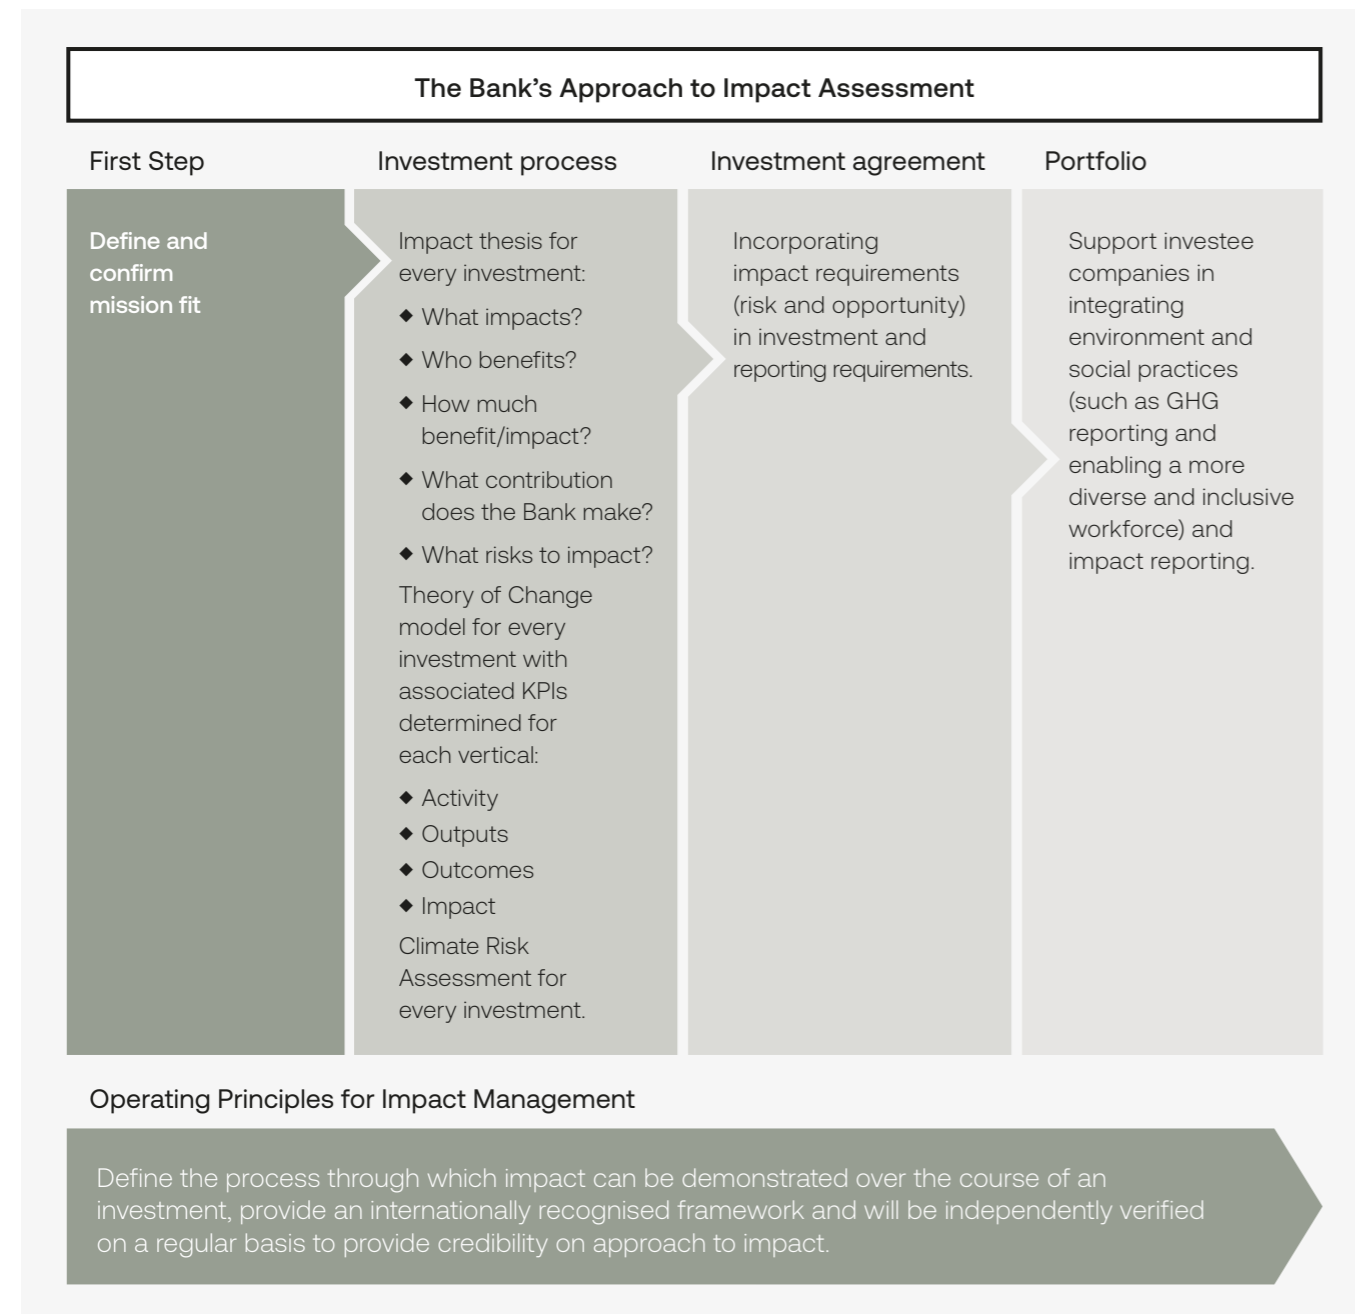 The Bank’s Approach to Impact Assessment
First Step
Define and
confirm
mission fit
Investment process
Impact thesis for
every investment:
◆ What impacts?
◆ Who benefits?
◆ How much
benefit/impact?
◆ What contribution
does the Bank make?
◆ What risks to impact?
Theory of Change
model for every
investment with
associated KPIs
determined for
each vertical:
◆ Activity
◆ Outputs
◆ Outcomes
◆ Impact
Climate Risk
Assessment for
every investment.
Investment agreement
Incorporating
impact requirements
(risk and opportunity)
in investment and
reporting requirements.
Portfolio
Support investee
companies in
integrating
environment and
social practices
(such as GHG
reporting and
enabling a more
diverse and inclusive
workforce) and
impact reporting.
Operating Principles for Impact Management
Define the process through which impact can be demonstrated over the course of an
investment, provide an internationally recognised framework and will be independently verified
on a regular basis to provide credibility on approach to impact.